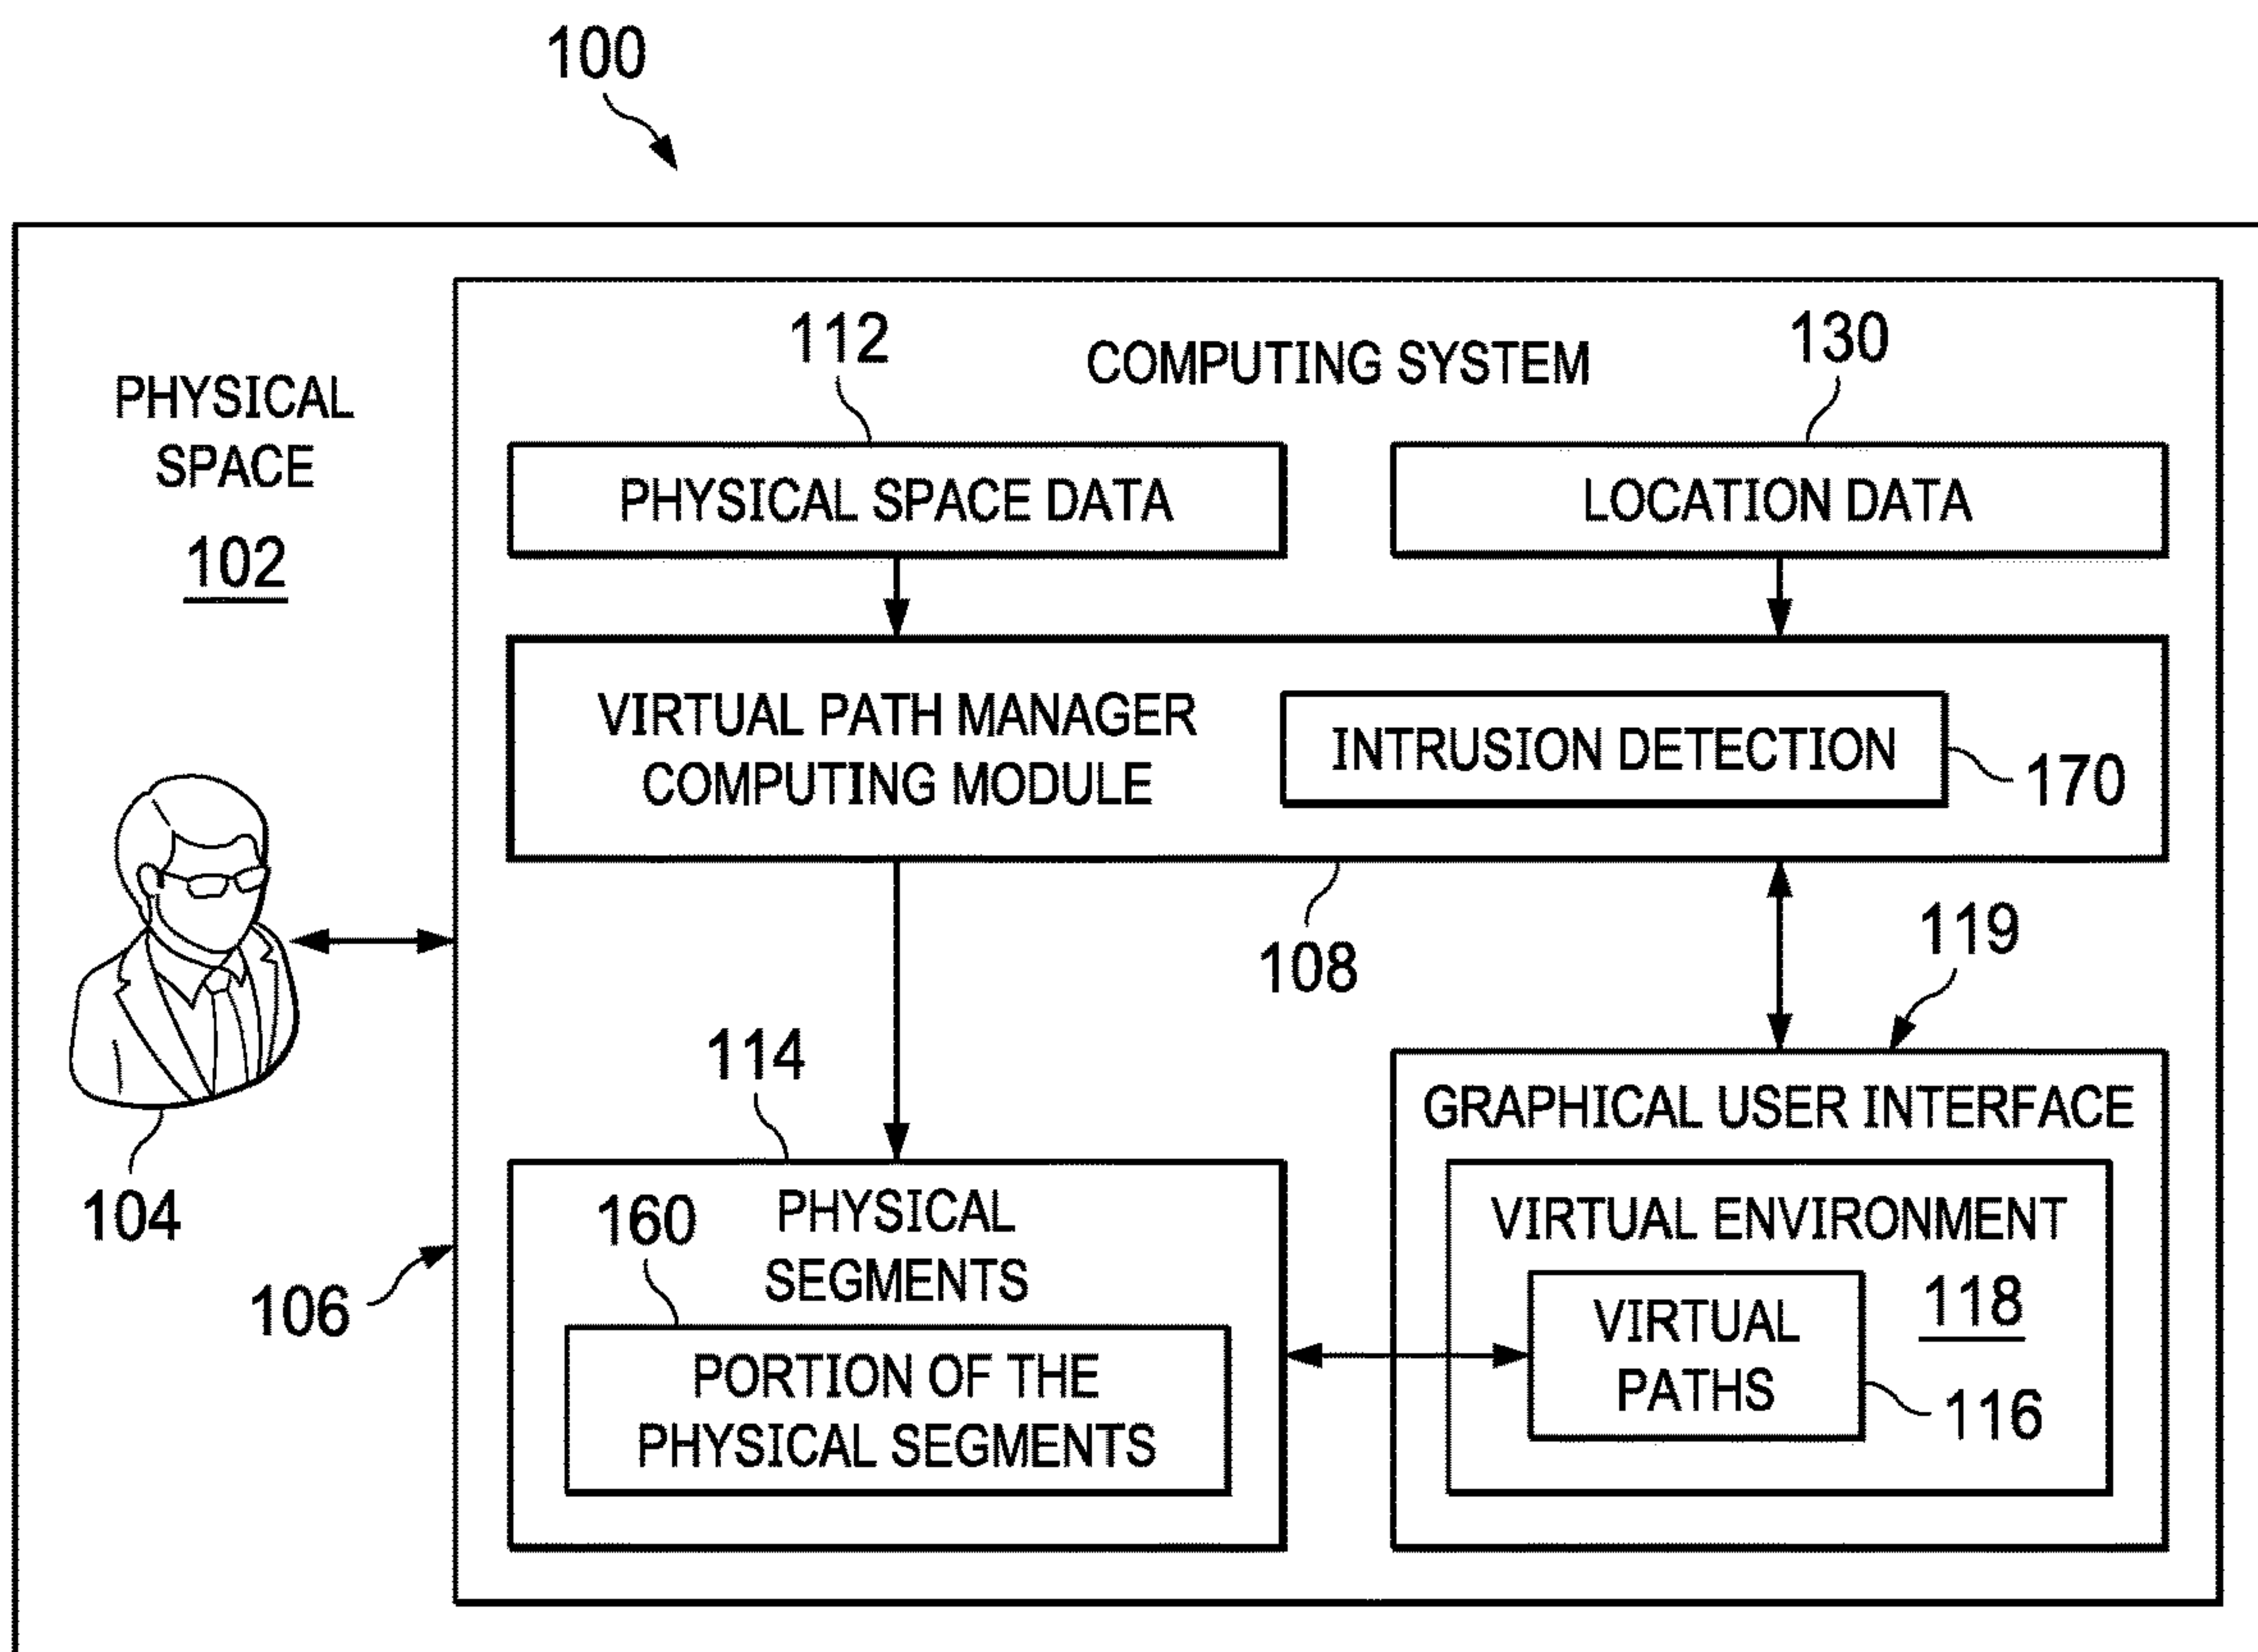 100
PHYSICAL
SPACE
102
104
106
COMPUTING SYSTEM
112
130
PHYSICAL SPACE DATA
LOCATION DATA
VIRTUAL PATH MANAGER
COMPUTING MODULE
INTRUSION DETECTION
170
108
119
114
PHYSICAL
SEGMENTS
160
PORTION OF THE
PHYSICAL SEGMENTS
GRAPHICAL USER INTERFACE
VIRTUAL ENVIRONMENT
118
VIRTUAL
PATHS
116